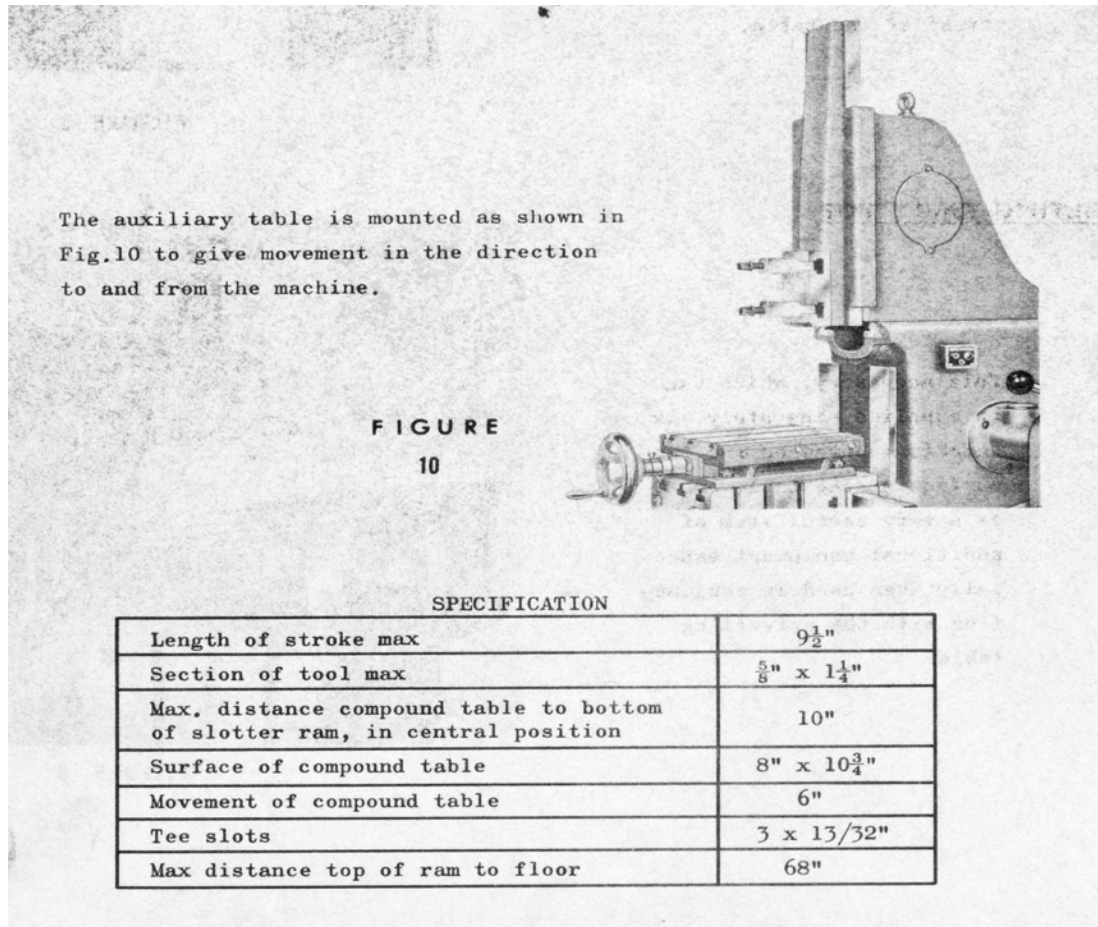 The auxiliary table is mounted as shown in
Fig.10 to give movement in the direction
to and from the machine.
FIGURE
10
SPECIFICATION
Length of stroke max 9½"
Section of tool max ⅝" x 1¼"
Max. distance compound table to bottom
of slotter ram, in central position 10"
Surface of compound table 8" x 10¾"
Movement of compound table 6"
Tee slots 3 x 13/32"
Max distance top of ram to floor 68"